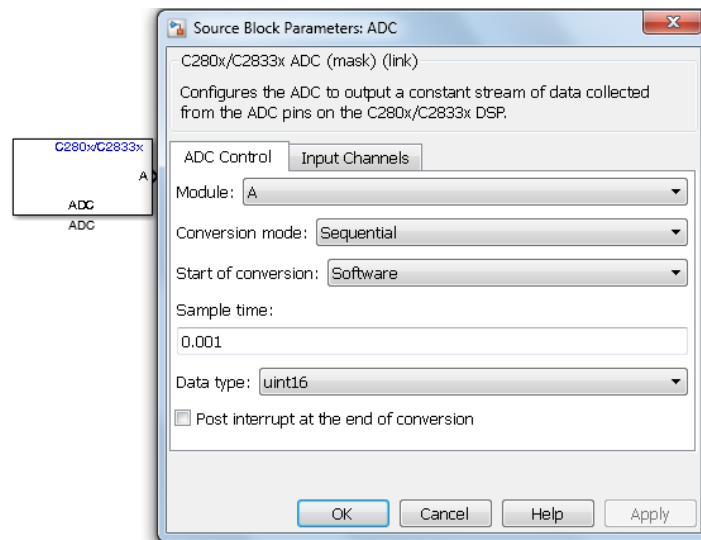 Source Block Parameters: ADC
C280x/C2833x ADC (mask) (link)
Configures the ADC to output a constant stream of data collected
from the ADC pins on the C280x/C2833x DSP.
C280x/C2833x
A
ADC
ADC
ADC Control
Input Channels
Module: A
Conversion mode: Sequential
Start of conversion: Software
Sample time:
0.001
Data type: uint16
Post interrupt at the end of conversion
OK
Cancel
Help
Apply